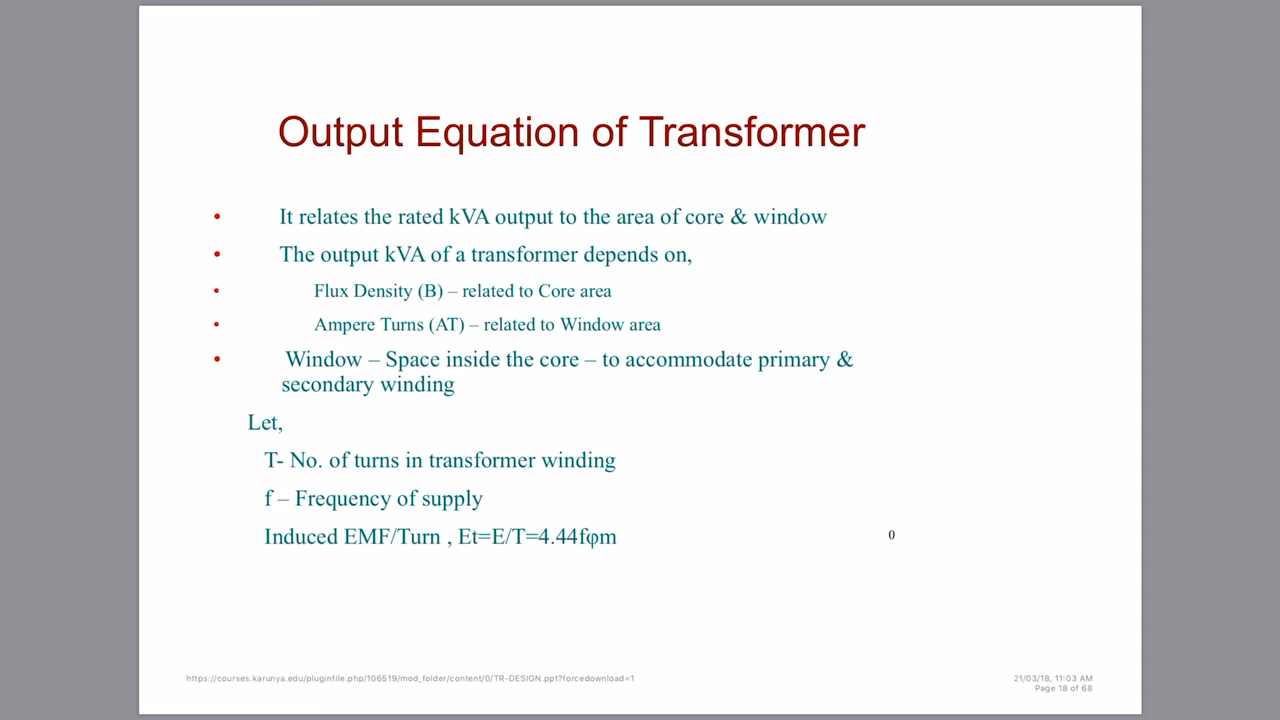 Output Equation of Transformer
• It relates the rated kVA output to the area of core & window
• The output kVA of a transformer depends on,
• Flux Density (B) – related to Core area
• Ampere Turns (AT) – related to Window area
• Window – Space inside the core – to accommodate primary &
secondary winding
Let,
T- No. of turns in transformer winding
f – Frequency of supply
Induced EMF/Turn , Et=E/T=4.44fφm
0
https://courses.karunya.edu/pluginfile.php/106519/mod_folder/content/0/TR-DESIGN.ppt?forcedownload=1
21/03/18, 11:03 AM
Page 18 of 68